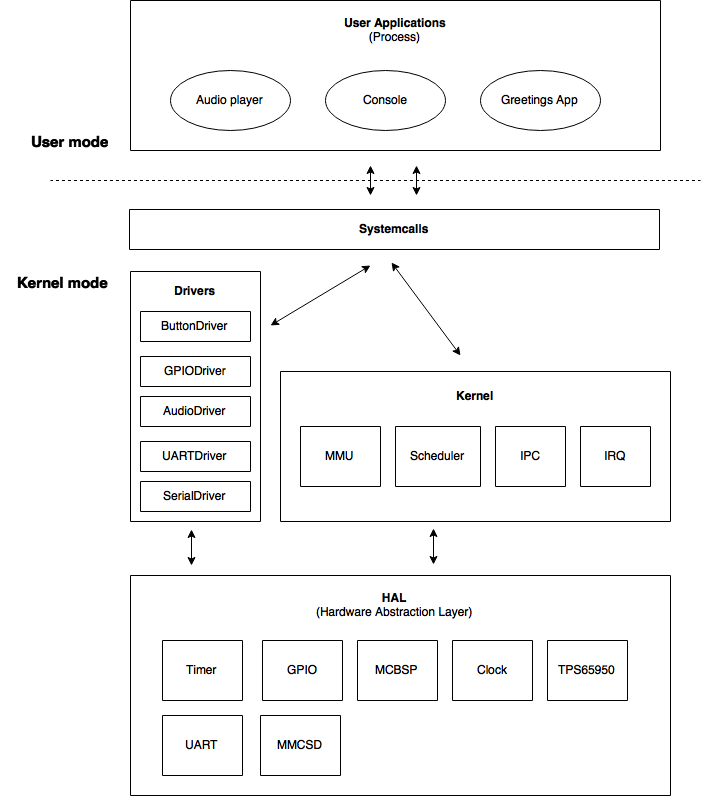 User Applications
(Process)
Audio player
Console
Greetings App
User mode
Systemcalls
Kernel mode
Drivers
ButtonDriver
GPIODriver
AudioDriver
UARTDriver
SerialDriver
Kernel
MMU
Scheduler
IPC
IRQ
HAL
(Hardware Abstraction Layer)
Timer
GPIO
MCBSP
Clock
TPS65950
UART
MMCSD